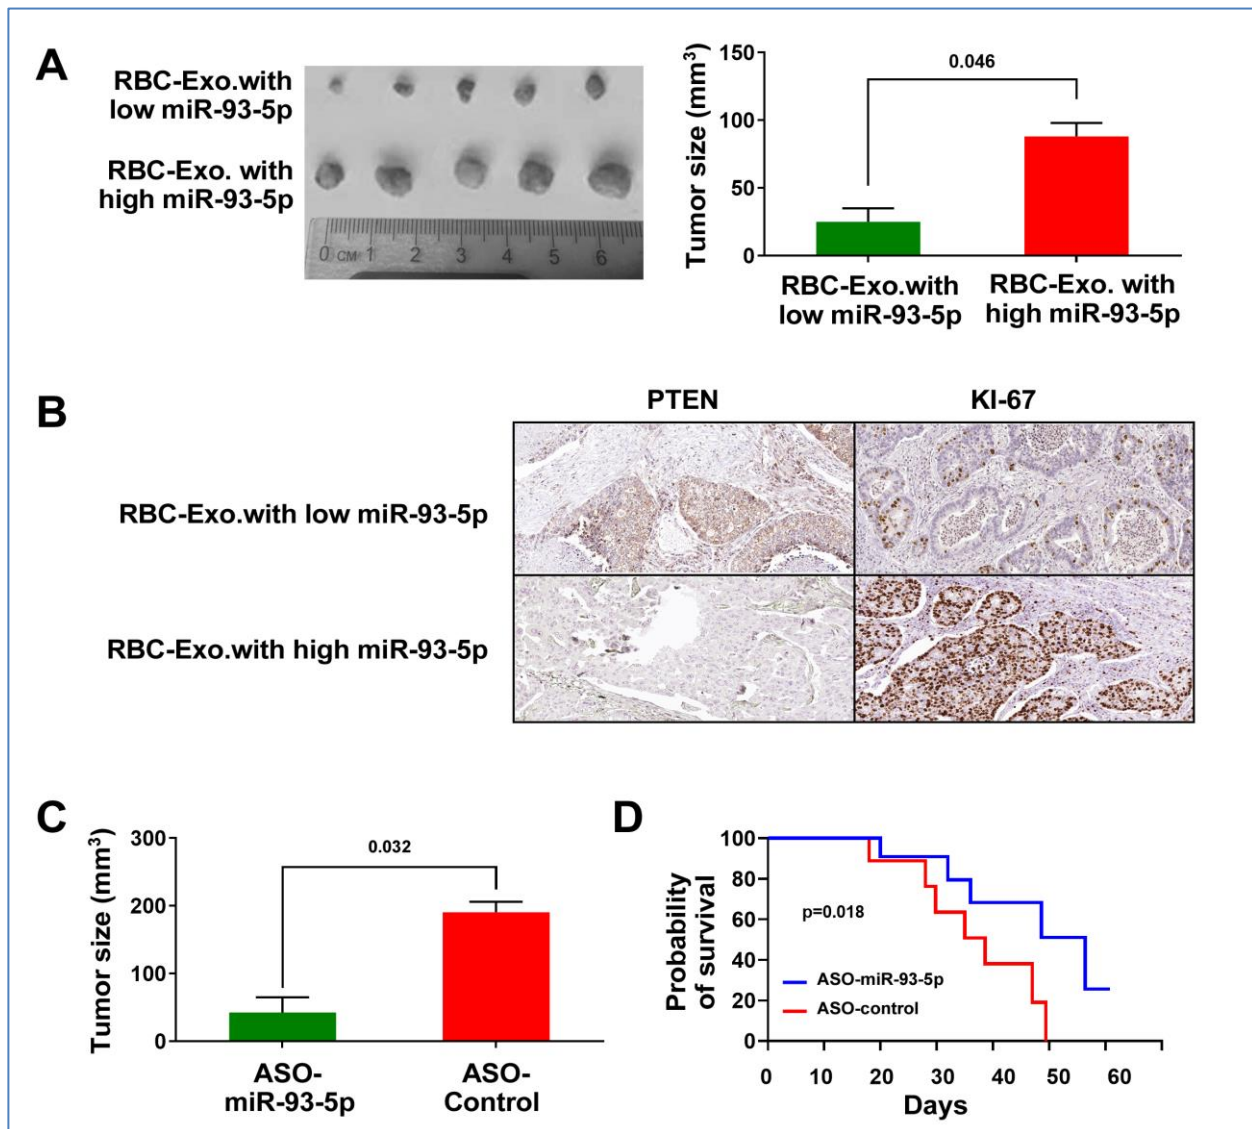 A
RBC-Exo.with
low miR-93-5p
RBC-Exo. with
high miR-93-5p
0 CM 1 2 3 4 5 6
Tumor size (mm³)
150
100
50
0
0.046
RBC-Exo.with
low miR-93-5p
RBC-Exo. with
high miR-93-5p
B
PTEN
KI-67
RBC-Exo.with low miR-93-5p
RBC-Exo.with high miR-93-5p
C
Tumor size (mm³)
300
200
100
0
0.032
ASO-
miR-93-5p
ASO-
Control
D
Probability
of survival
100
80
60
40
20
0
p=0.018
ASO-miR-93-5p
ASO-control
0 10 20 30 40 50 60
Days